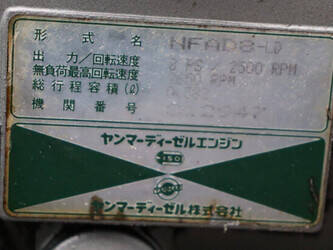 形式名 NFAD8-LD
出力/回転速度 8 PS / 2500 RPM
無負荷最高回転速度 RPM
総行程容積(ℓ)
機関番号
ヤンマーディーゼルエンジン
ISO
ヤンマーディーゼル株式会社